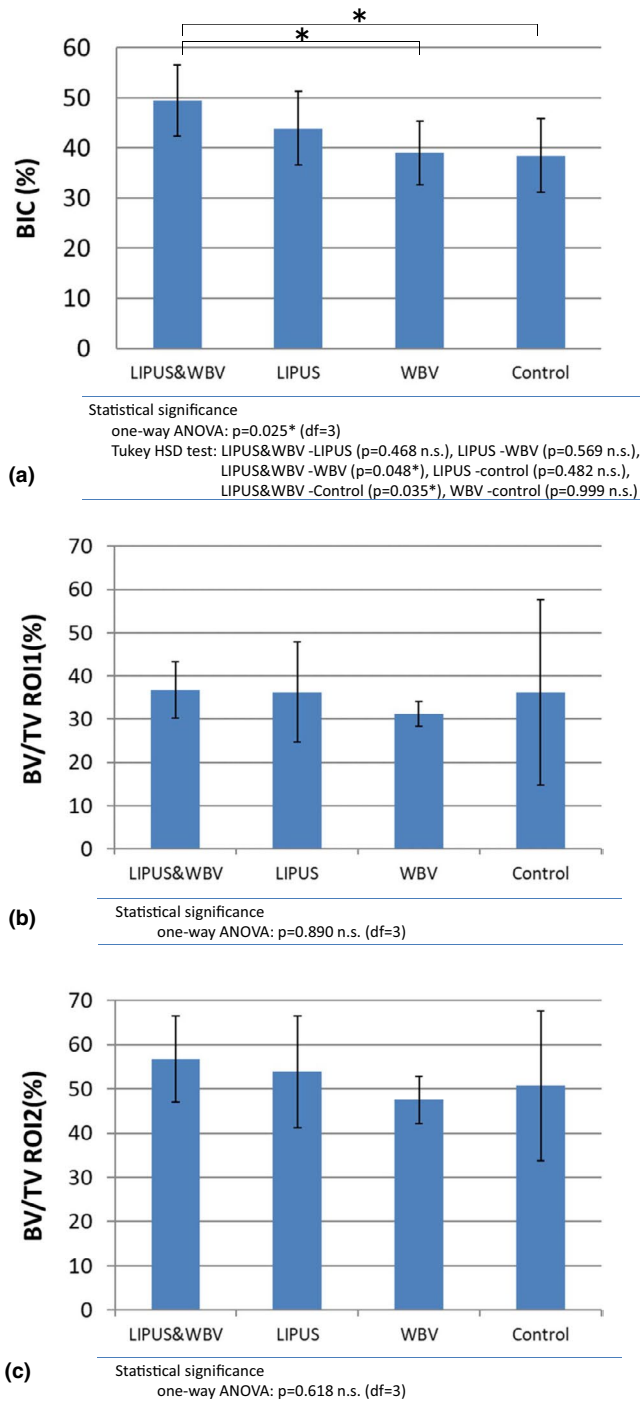 *
*
60
50
40
30
20
10
0
BIC (%)
LIPUS&WBV LIPUS WBV Control
Statistical significance
one-way ANOVA: p=0.025* (df=3)
Tukey HSD test: LIPUS&WBV -LIPUS (p=0.468 n.s.), LIPUS -WBV (p=0.569 n.s.),
LIPUS&WBV -WBV (p=0.048*), LIPUS -control (p=0.482 n.s.),
LIPUS&WBV -Control (p=0.035*), WBV -control (p=0.999 n.s.)
(a)
70
60
50
40
30
20
10
0
BV/TV ROI1(%)
LIPUS&WBV LIPUS WBV Control
(b)
Statistical significance
one-way ANOVA: p=0.890 n.s. (df=3)
70
60
50
40
30
20
10
0
BV/TV ROI2(%)
LIPUS&WBV LIPUS WBV Control
(c)
Statistical significance
one-way ANOVA: p=0.618 n.s. (df=3)